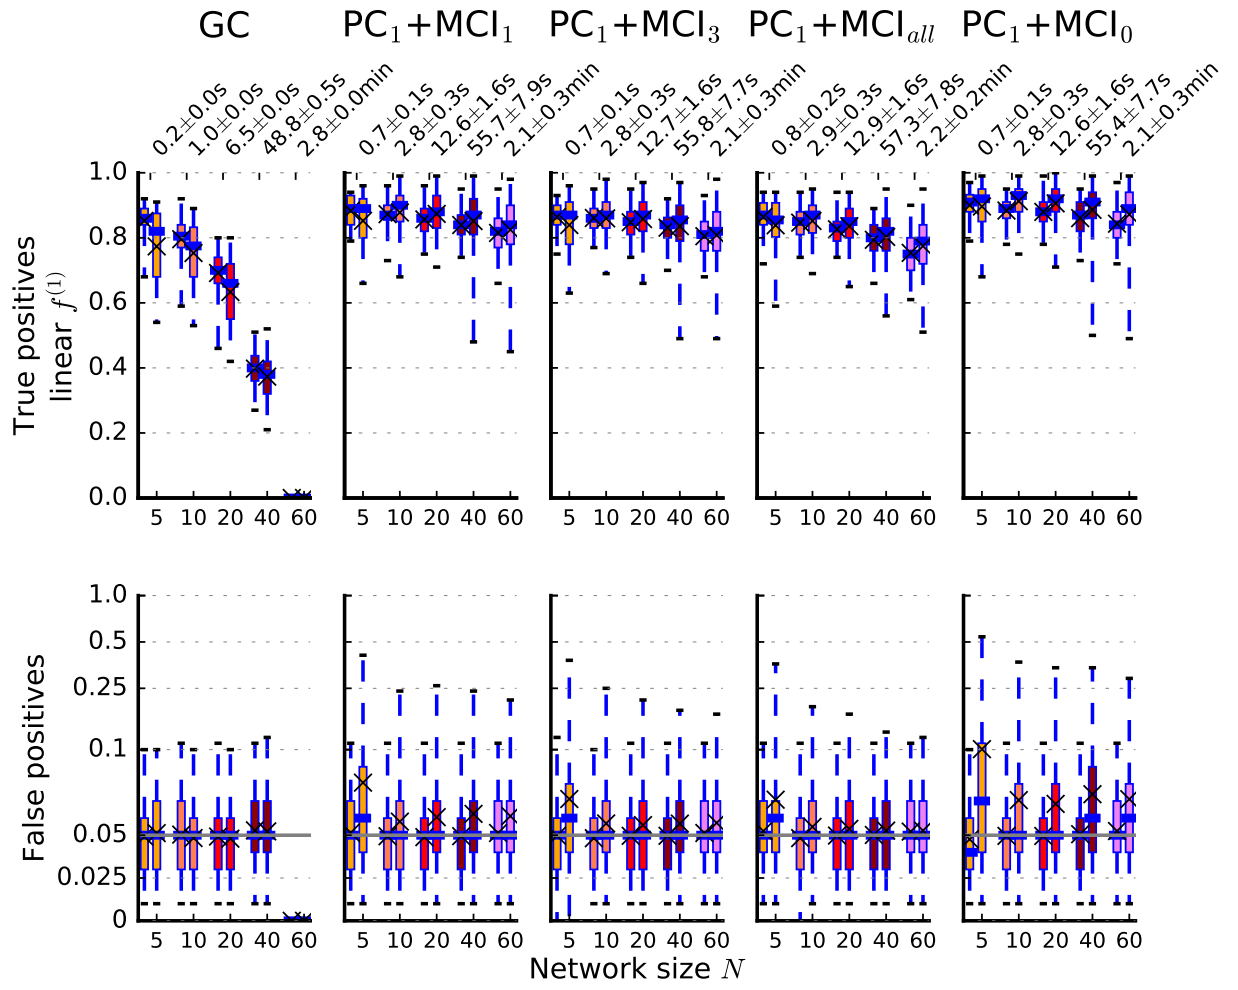 GC PC₁+MCI₁ PC₁+MCI₃ PC₁+MCI_all PC₁+MCI₀
0.2±0.0s 1.0±0.0s 6.5±0.0s 48.8±0.5s 2.8±0.0min
0.7±0.1s 2.8±0.3s 12.6±1.6s 55.7±7.9s 2.1±0.3min
0.7±0.1s 2.8±0.3s 12.7±1.6s 55.8±7.7s 2.1±0.3min
0.8±0.2s 2.9±0.3s 12.9±1.6s 57.3±7.8s 2.2±0.2min
0.7±0.1s 2.8±0.3s 12.6±1.6s 55.4±7.7s 2.1±0.3min
True positives
linear f⁽¹⁾
1.0
0.8
0.6
0.4
0.2
0.0
5 10 20 40 60 5 10 20 40 60 5 10 20 40 60 5 10 20 40 60 5 10 20 40 60
False positives
1.0
0.5
0.25
0.1
0.05
0.025
0
5 10 20 40 60 5 10 20 40 60 5 10 20 40 60 5 10 20 40 60 5 10 20 40 60
Network size N